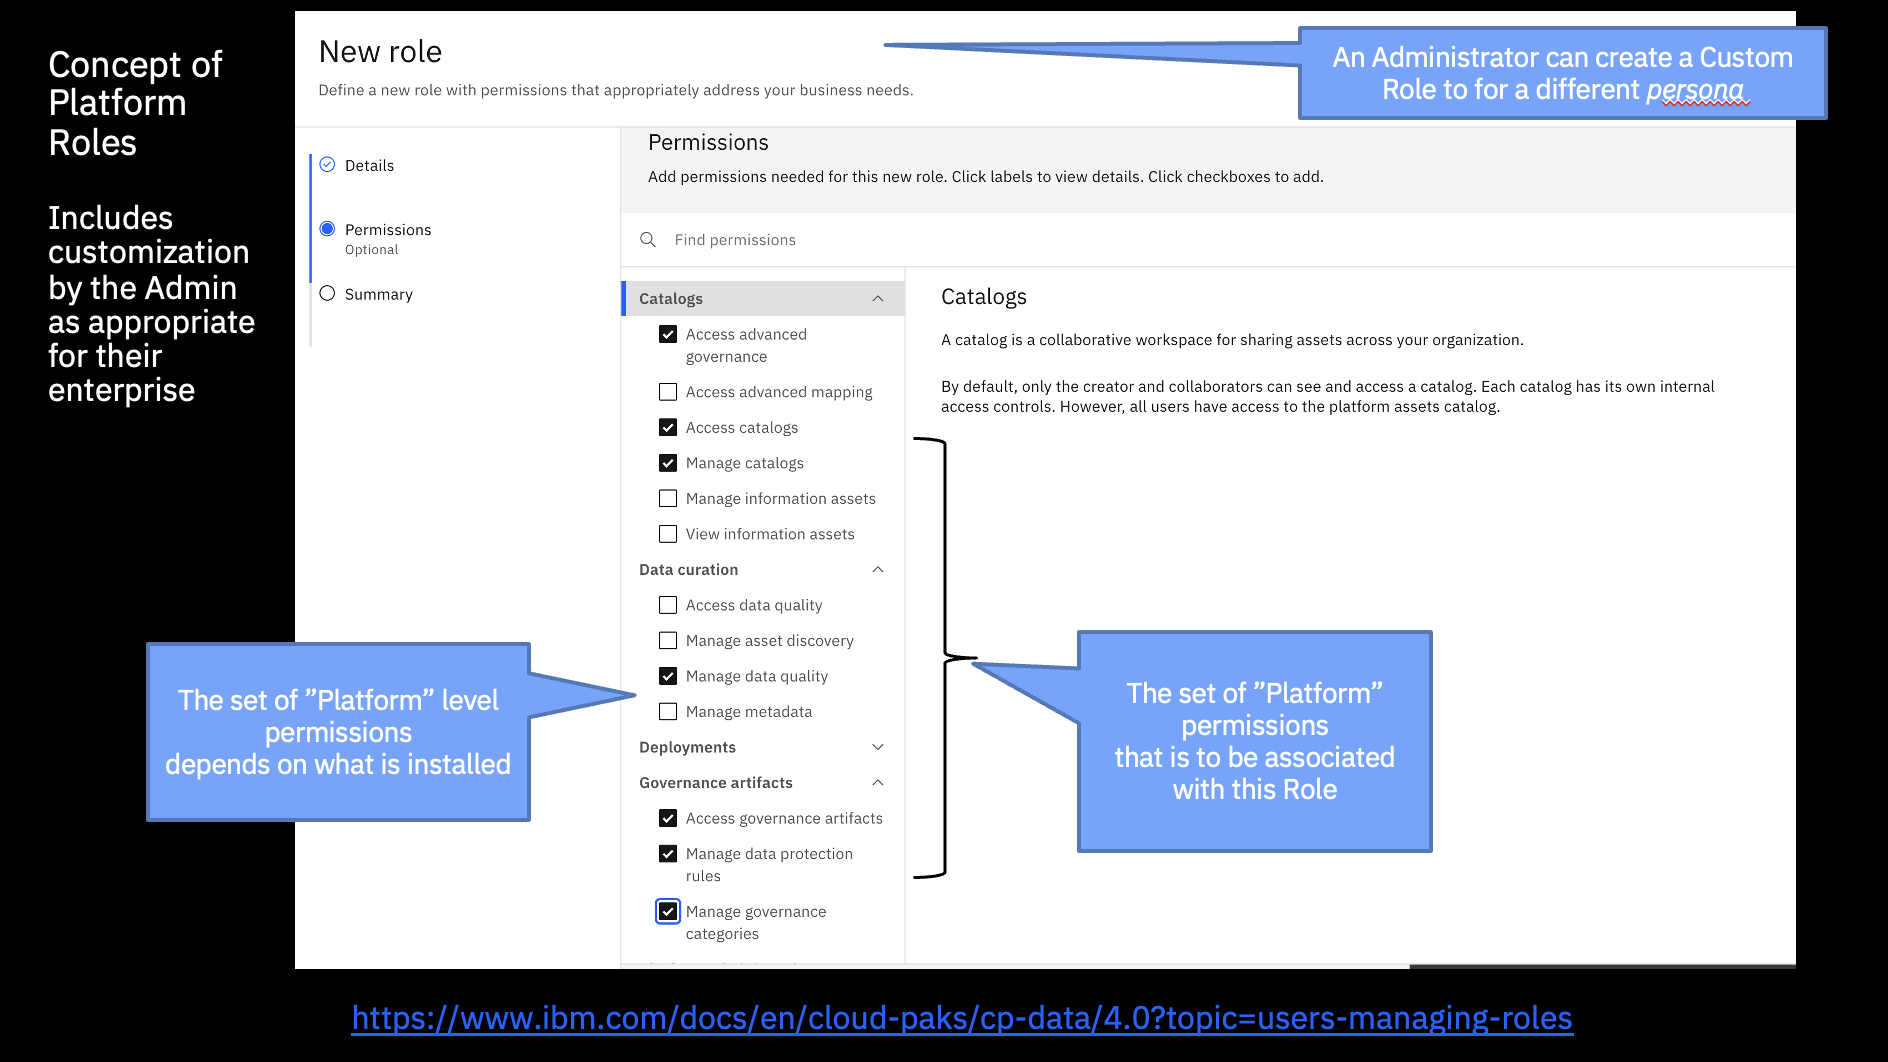 Concept of
Platform
Roles
Includes
customization
by the Admin
as appropriate
for their
enterprise
New role
Define a new role with permissions that appropriately address your business needs.
An Administrator can create a Custom
Role to for a different persona
Details
Permissions
Optional
Summary
Permissions
Add permissions needed for this new role. Click labels to view details. Click checkboxes to add.
Find permissions
Catalogs
Access advanced
governance
Access advanced mapping
Access catalogs
Manage catalogs
Manage information assets
View information assets
Data curation
Access data quality
Manage asset discovery
Manage data quality
Manage metadata
Deployments
Governance artifacts
Access governance artifacts
Manage data protection
rules
Manage governance
categories
Catalogs
A catalog is a collaborative workspace for sharing assets across your organization.
By default, only the creator and collaborators can see and access a catalog. Each catalog has its own internal
access controls. However, all users have access to the platform assets catalog.
The set of ”Platform” level
permissions
depends on what is installed
The set of ”Platform”
permissions
that is to be associated
with this Role
https://www.ibm.com/docs/en/cloud-paks/cp-data/4.0?topic=users-managing-roles